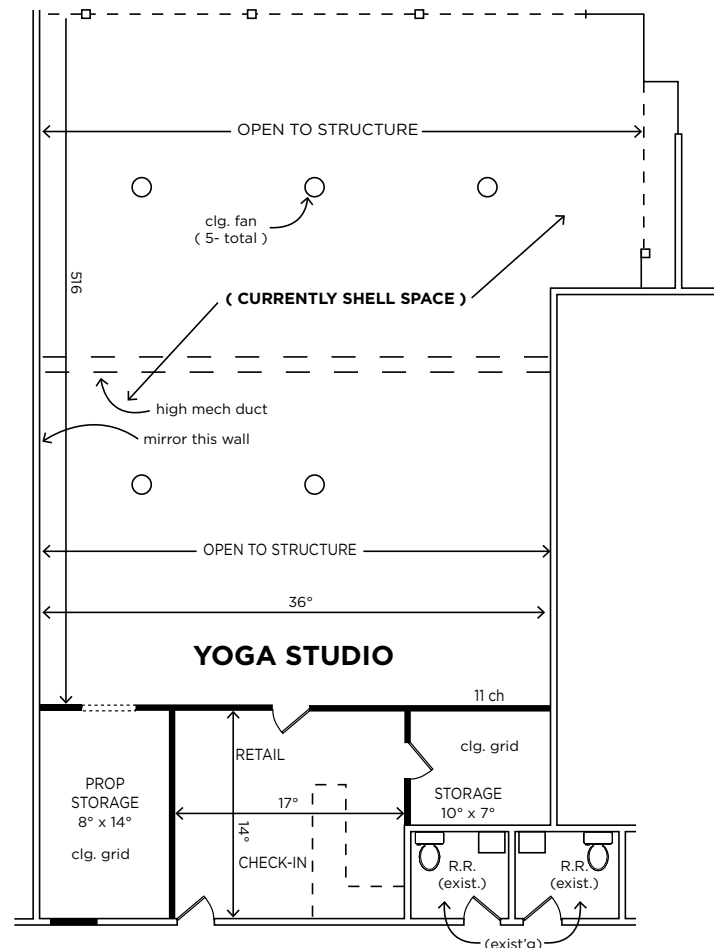 OPEN TO STRUCTURE
clg. fan
( 5- total )
516
( CURRENTLY SHELL SPACE )
high mech duct
mirror this wall
OPEN TO STRUCTURE
36°
YOGA STUDIO
11 ch
RETAIL
clg. grid
PROP
STORAGE
8° x 14°
clg. grid
17°
14°
STORAGE
10° x 7°
CHECK-IN
R.R.
(exist.)
R.R.
(exist.)
(exist'g)